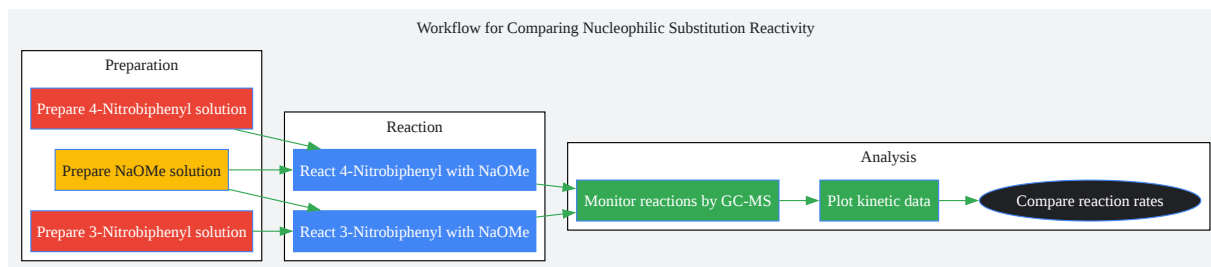 Workflow for Comparing Nucleophilic Substitution Reactivity
Preparation
Prepare 4-Nitrobiphenyl solution
Prepare NaOMe solution
Prepare 3-Nitrobiphenyl solution
Reaction
React 4-Nitrobiphenyl with NaOMe
React 3-Nitrobiphenyl with NaOMe
Analysis
Monitor reactions by GC-MS
Plot kinetic data
Compare reaction rates